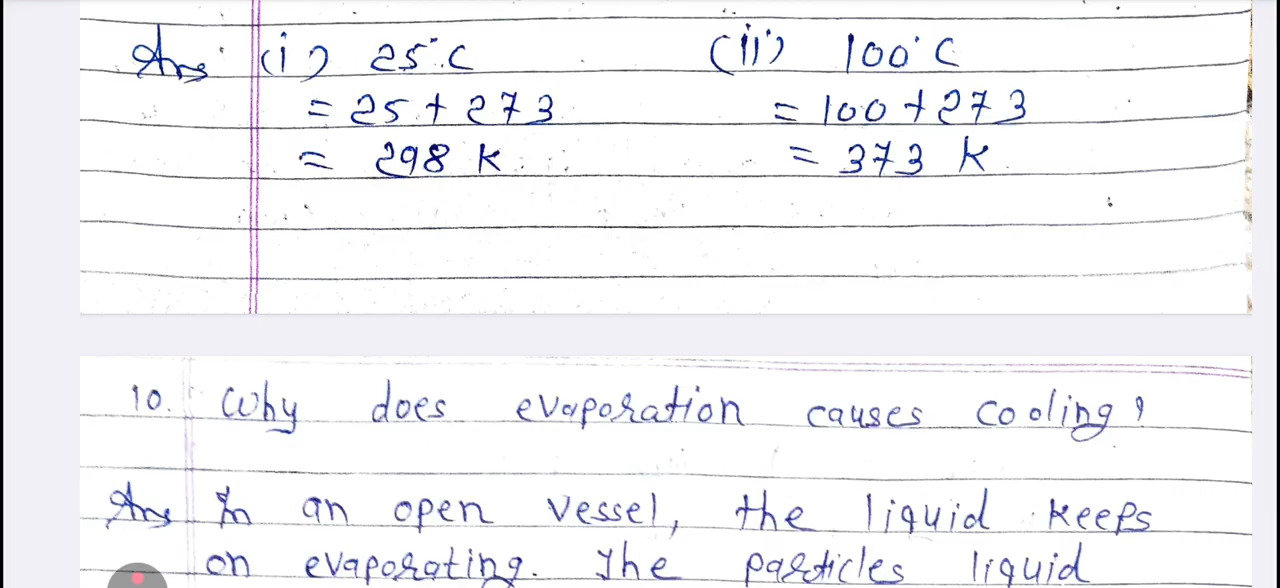 Ans (i) 25°C (ii) 100°C
= 25 + 273 = 100 + 273
= 298 K = 373 K
10. Why does evaporation causes cooling?
Ans In an open vessel, the liquid keeps
on evaporating. The particles liquid